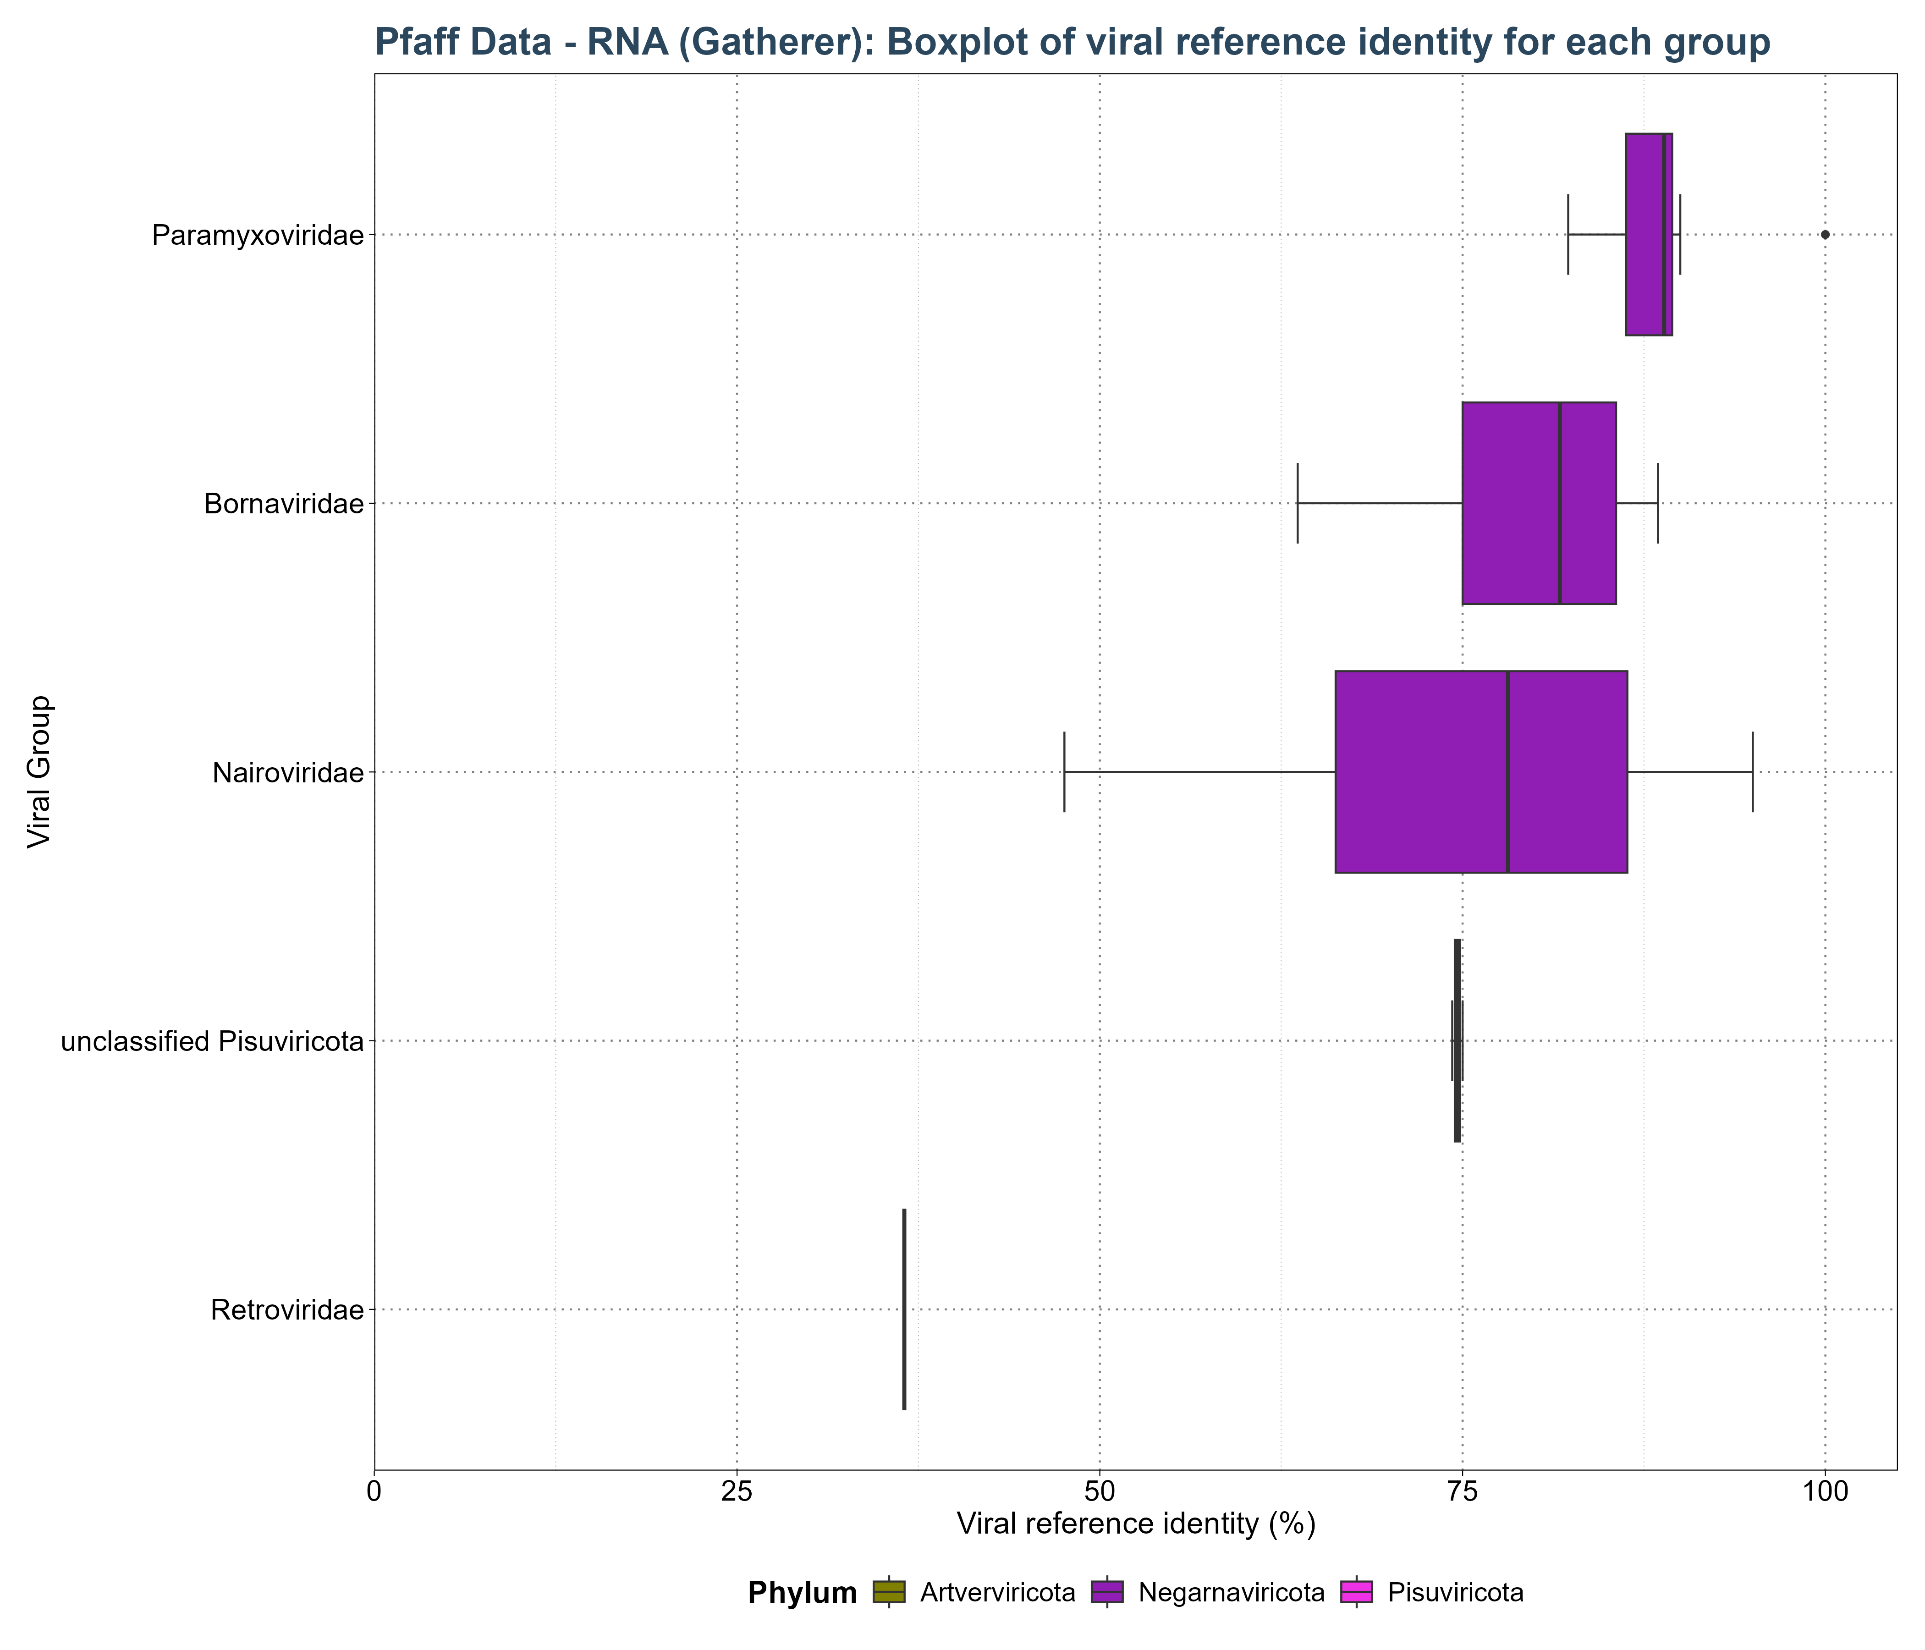 Pfaff Data - RNA (Gatherer): Boxplot of viral reference identity for each group
Viral Group
Paramyxoviridae
Bornaviridae
Nairoviridae
unclassified Pisuviricota
Retroviridae
0 25 50 75 100
Viral reference identity (%)
Phylum Artverviricota Negarnaviricota Pisuviricota